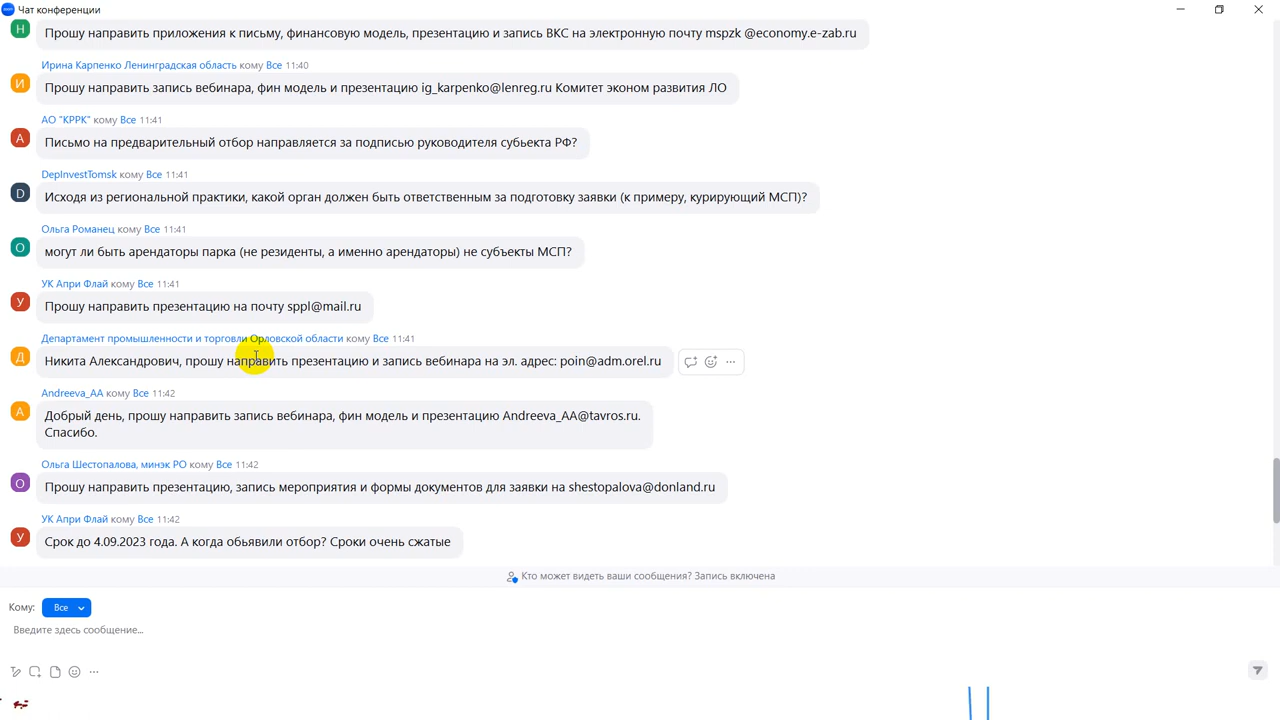 Чат конференции
Н
Прошу направить приложения к письму, финансовую модель, презентацию и запись ВКС на электронную почту mspzk @economy.e-zab.ru
Ирина Карпенко Ленинградская область кому Все 11:40
И
Прошу направить запись вебинара, фин модель и презентацию ig_karpenko@lenreg.ru Комитет эконом развития ЛО
АО "КРРК" кому Все 11:41
А
Письмо на предварительный отбор направляется за подписью руководителя субьекта РФ?
DepInvestTomsk кому Все 11:41
D
Исходя из региональной практики, какой орган должен быть ответственным за подготовку заявки (к примеру, курирующий МСП)?
Ольга Романец кому Все 11:41
О
могут ли быть арендаторы парка (не резиденты, а именно арендаторы) не субъекты МСП?
УК Апри Флай кому Все 11:41
У
Прошу направить презентацию на почту sppl@mail.ru
Департамент промышленности и торговли Орловской области кому Все 11:41
Д
Никита Александрович, прошу направить презентацию и запись вебинара на эл. адрес: poin@adm.orel.ru
Andreeva_AA кому Все 11:42
A
Добрый день, прошу направить запись вебинара, фин модель и презентацию Andreeva_AA@tavros.ru.
Спасибо.
Ольга Шестопалова, минэк РО кому Все 11:42
О
Прошу направить презентацию, запись мероприятия и формы документов для заявки на shestopalova@donland.ru
УК Апри Флай кому Все 11:42
У
Срок до 4.09.2023 года. А когда обьявили отбор? Сроки очень сжатые
Кто может видеть ваши сообщения? Запись включена
Кому: Все
Введите здесь сообщение...